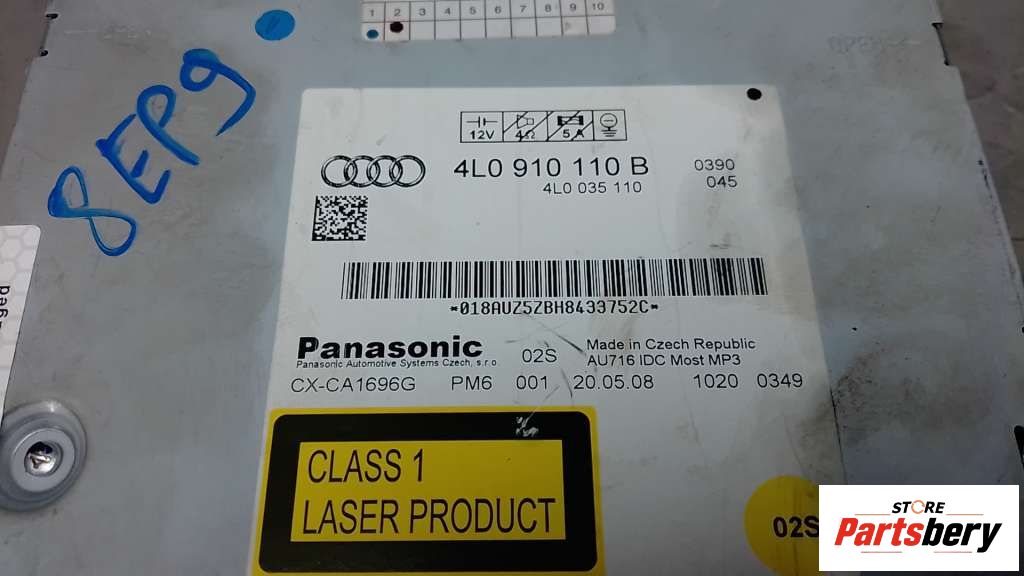 1 2 3 4 5 6 7 8 9 10
OPEN
8EP9
12V 4Ω 5A
4L0 910 110 B 0390
4L0 035 110 045
*018AUZ5ZBH8433752C*
Panasonic 02S Made in Czech Republic
Panasonic Automotive Systems Czech, s.r.o. AU716 IDC Most MP3
CX-CA1696G PM6 001 20.05.08 1020 0349
CLASS 1
LASER PRODUCT
02S
STORE
Partsbery